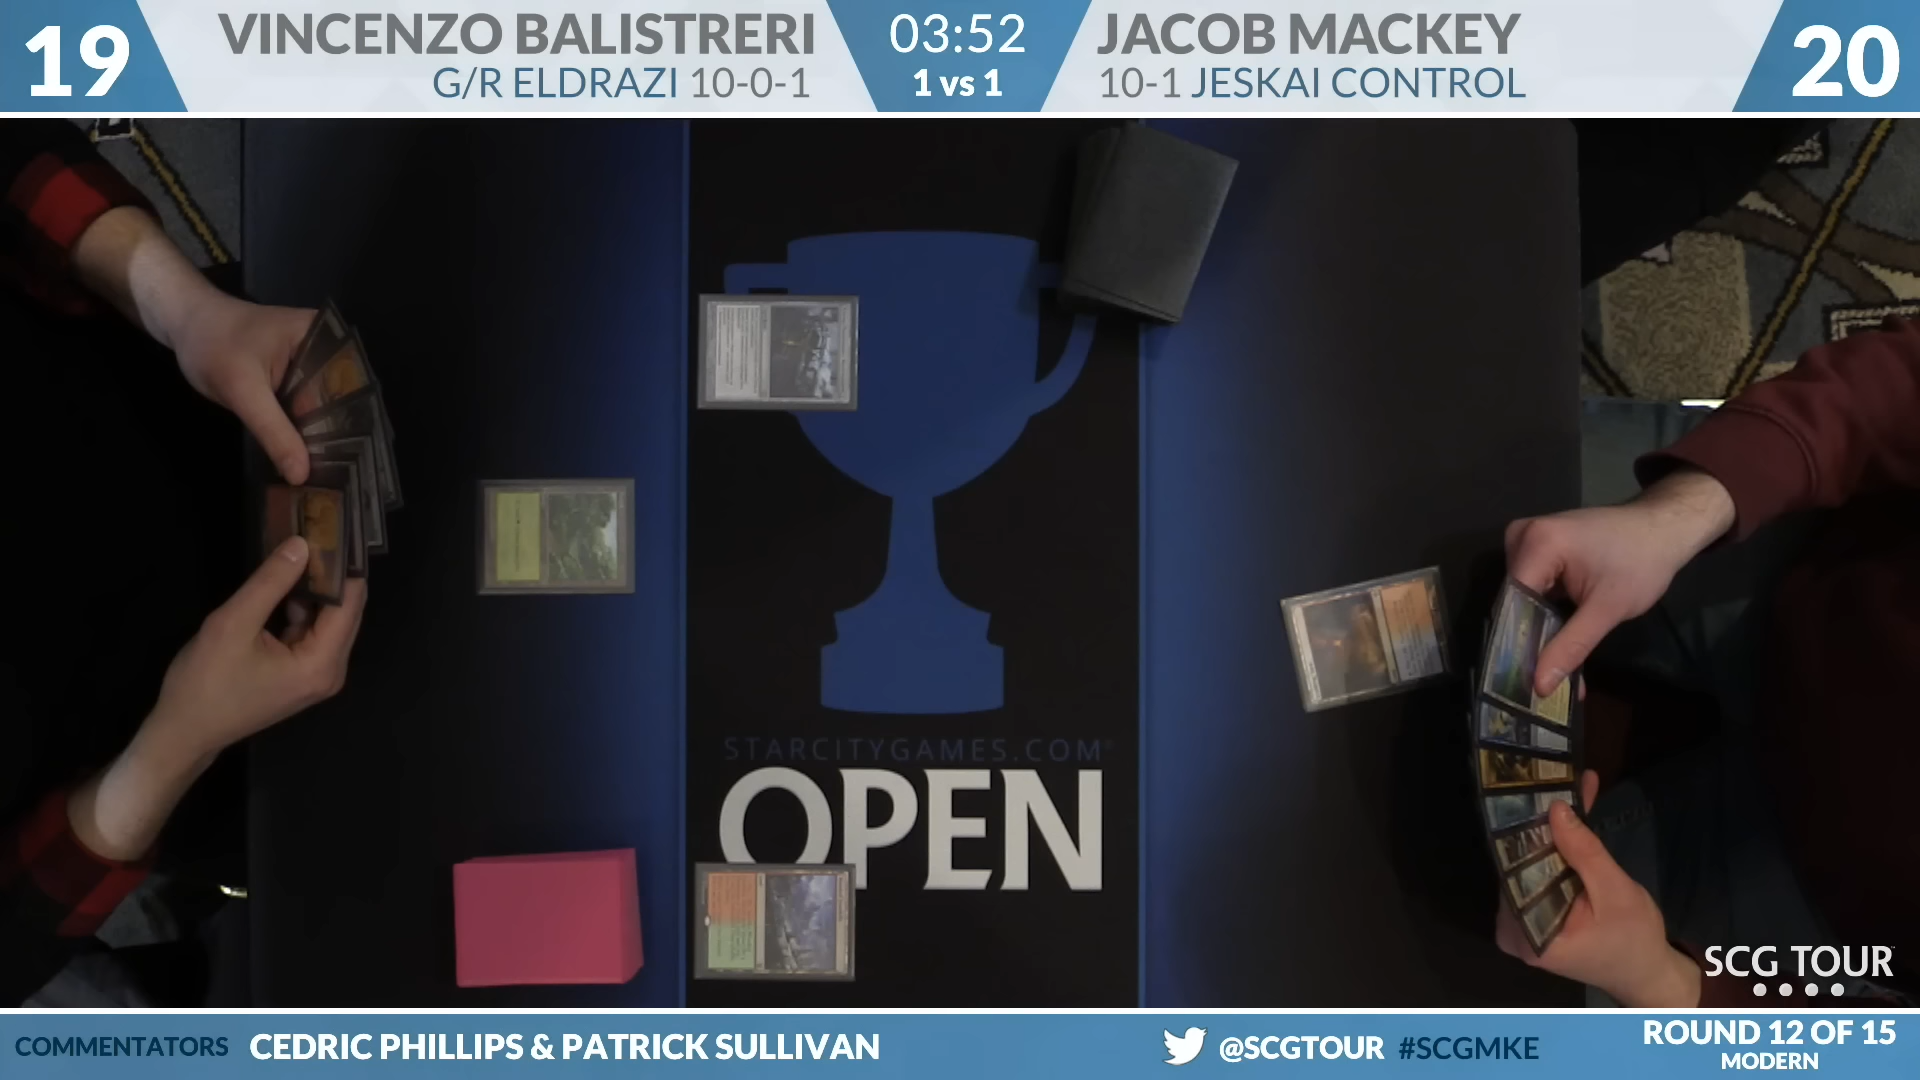 19
VINCENZO BALISTRERI
G/R ELDRAZI 10-0-1
03:52
1 vs 1
JACOB MACKEY
10-1 JESKAI CONTROL
20
STARCITYGAMES.COM®
OPEN
SCG TOUR
COMMENTATORS CEDRIC PHILLIPS & PATRICK SULLIVAN
@SCGTOUR #SCGMKE
ROUND 12 OF 15
MODERN